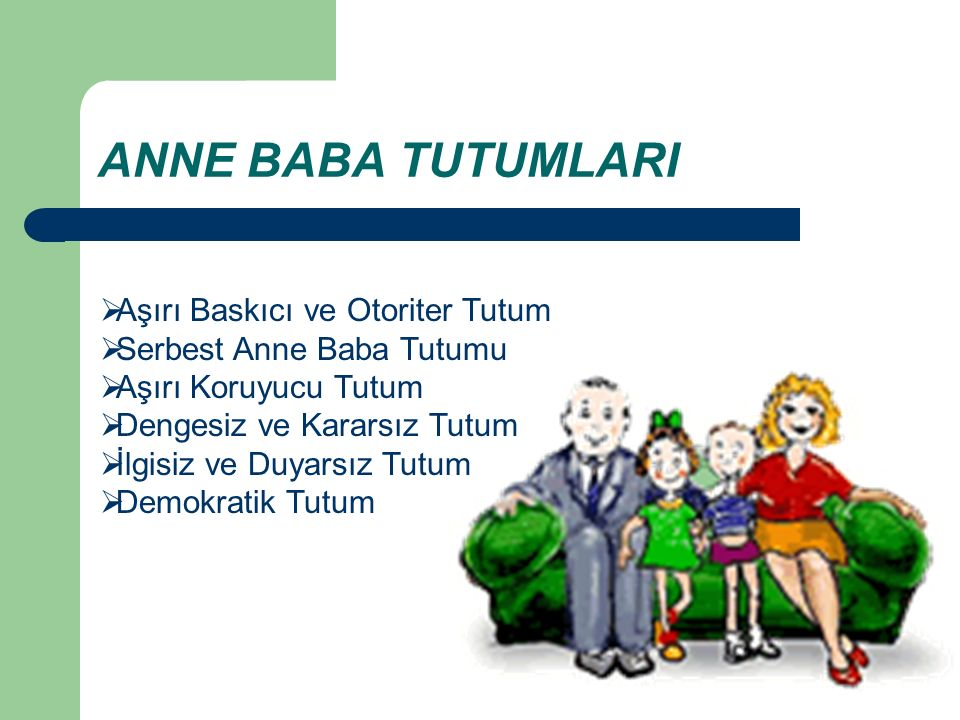 ANNE BABA TUTUMLARI
➢Aşırı Baskıcı ve Otoriter Tutum
➢Serbest Anne Baba Tutumu
➢Aşırı Koruyucu Tutum
➢Dengesiz ve Kararsız Tutum
➢İlgisiz ve Duyarsız Tutum
➢Demokratik Tutum